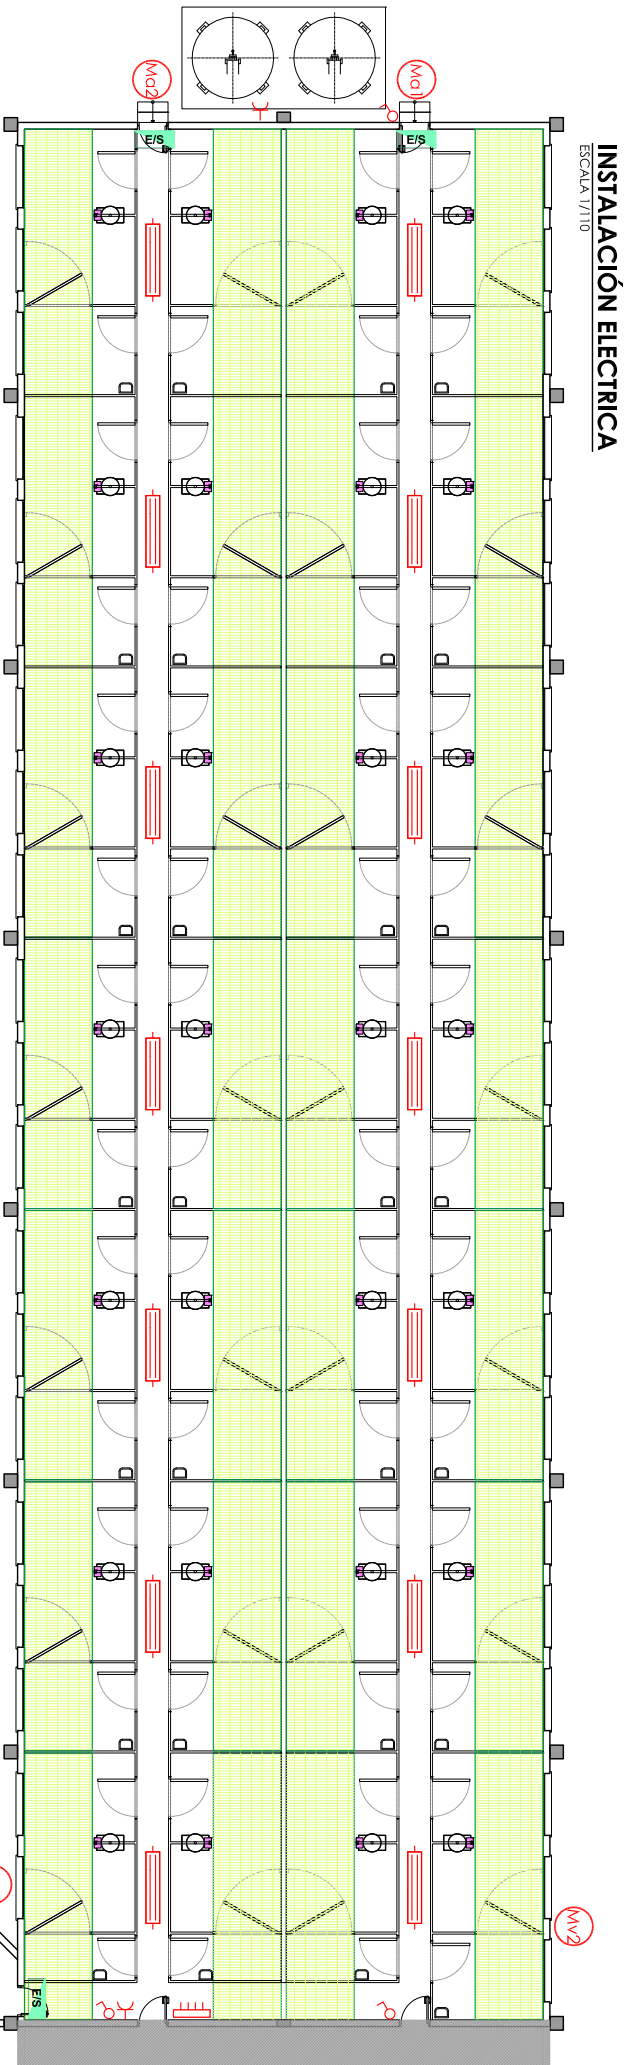 INSTALACIÓN ELECTRICA
ESCALA 1/110
Ma2
Ma1
E/S
E/S
Mv2
E/S